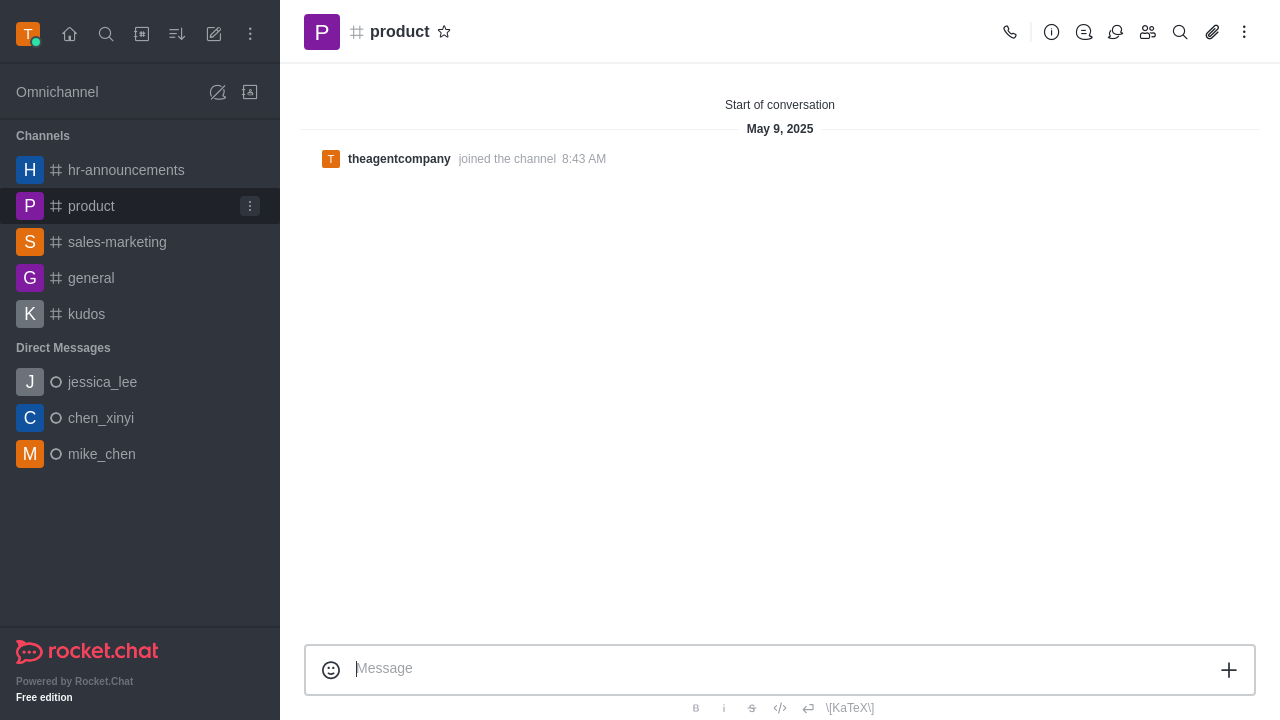 T
Omnichannel
Channels
H hr-announcements
P product
S sales-marketing
G general
K kudos
Direct Messages
J jessica_lee
C chen_xinyi
M mike_chen
rocket.chat
Powered by Rocket.Chat
Free edition
P product
Start of conversation
May 9, 2025
T theagentcompany joined the channel 8:43 AM
Message
B i S \[KaTeX\]